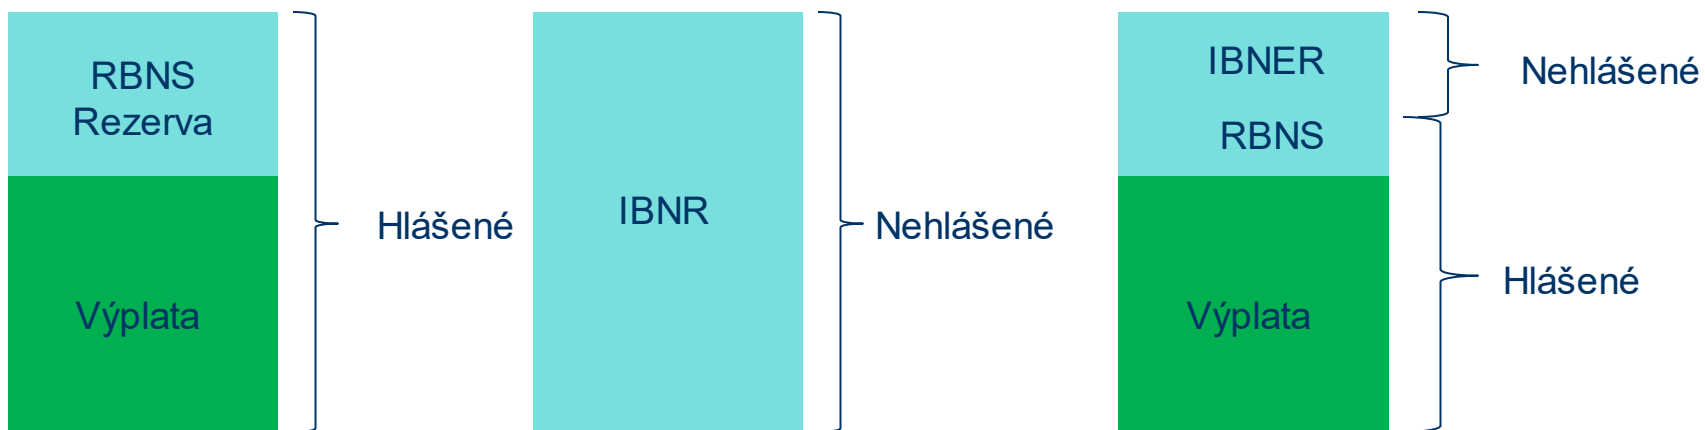 RBNS
Rezerva
Výplata
Hlášené
IBNR
Nehlášené
IBNER
RBNS
Výplata
Nehlášené
Hlášené